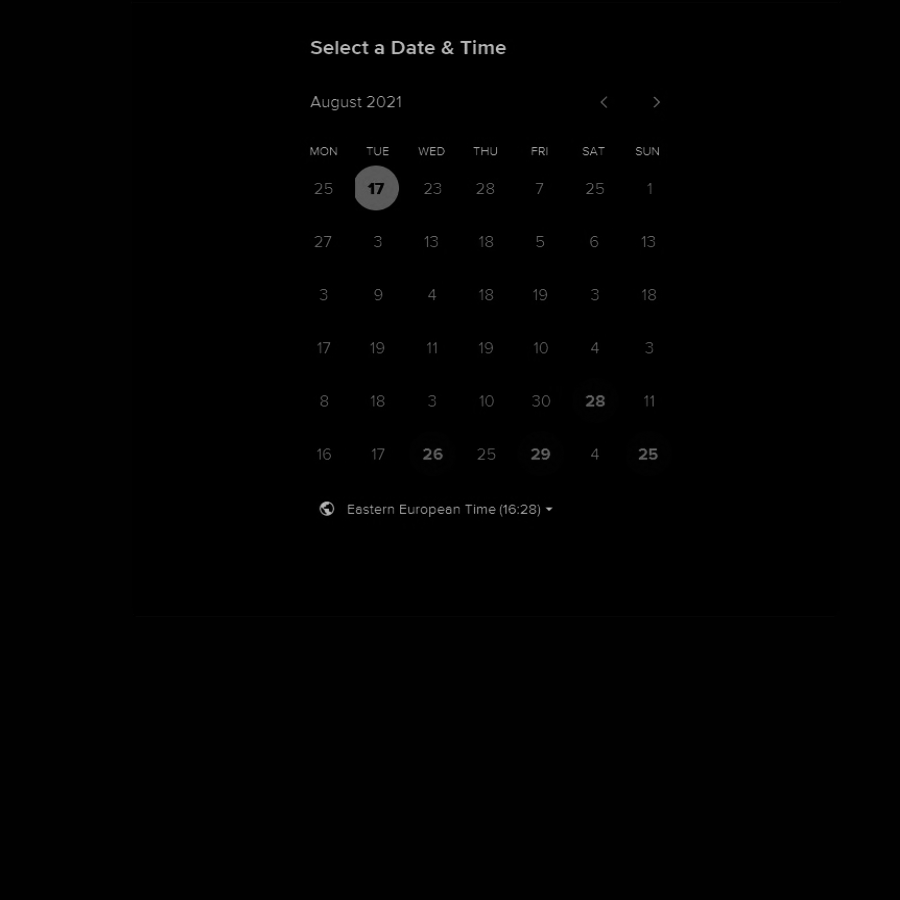 Select a Date & Time
August 2021
MON TUE WED THU FRI SAT SUN
25 17 23 28 7 25 1
27 3 13 18 5 6 13
3 9 4 18 19 3 18
17 19 11 19 10 4 3
8 18 3 10 30 28 11
16 17 26 25 29 4 25
Eastern European Time (16:28)